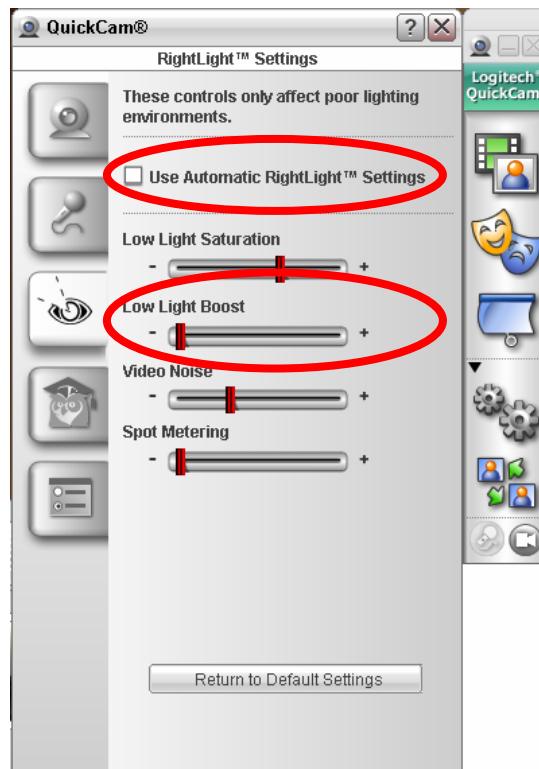 QuickCam®
RightLight™ Settings
Logitech®
QuickCam
These controls only affect poor lighting
environments.
Use Automatic RightLight™ Settings
Low Light Saturation
- +
Low Light Boost
- +
Video Noise
- +
Spot Metering
- +
Return to Default Settings